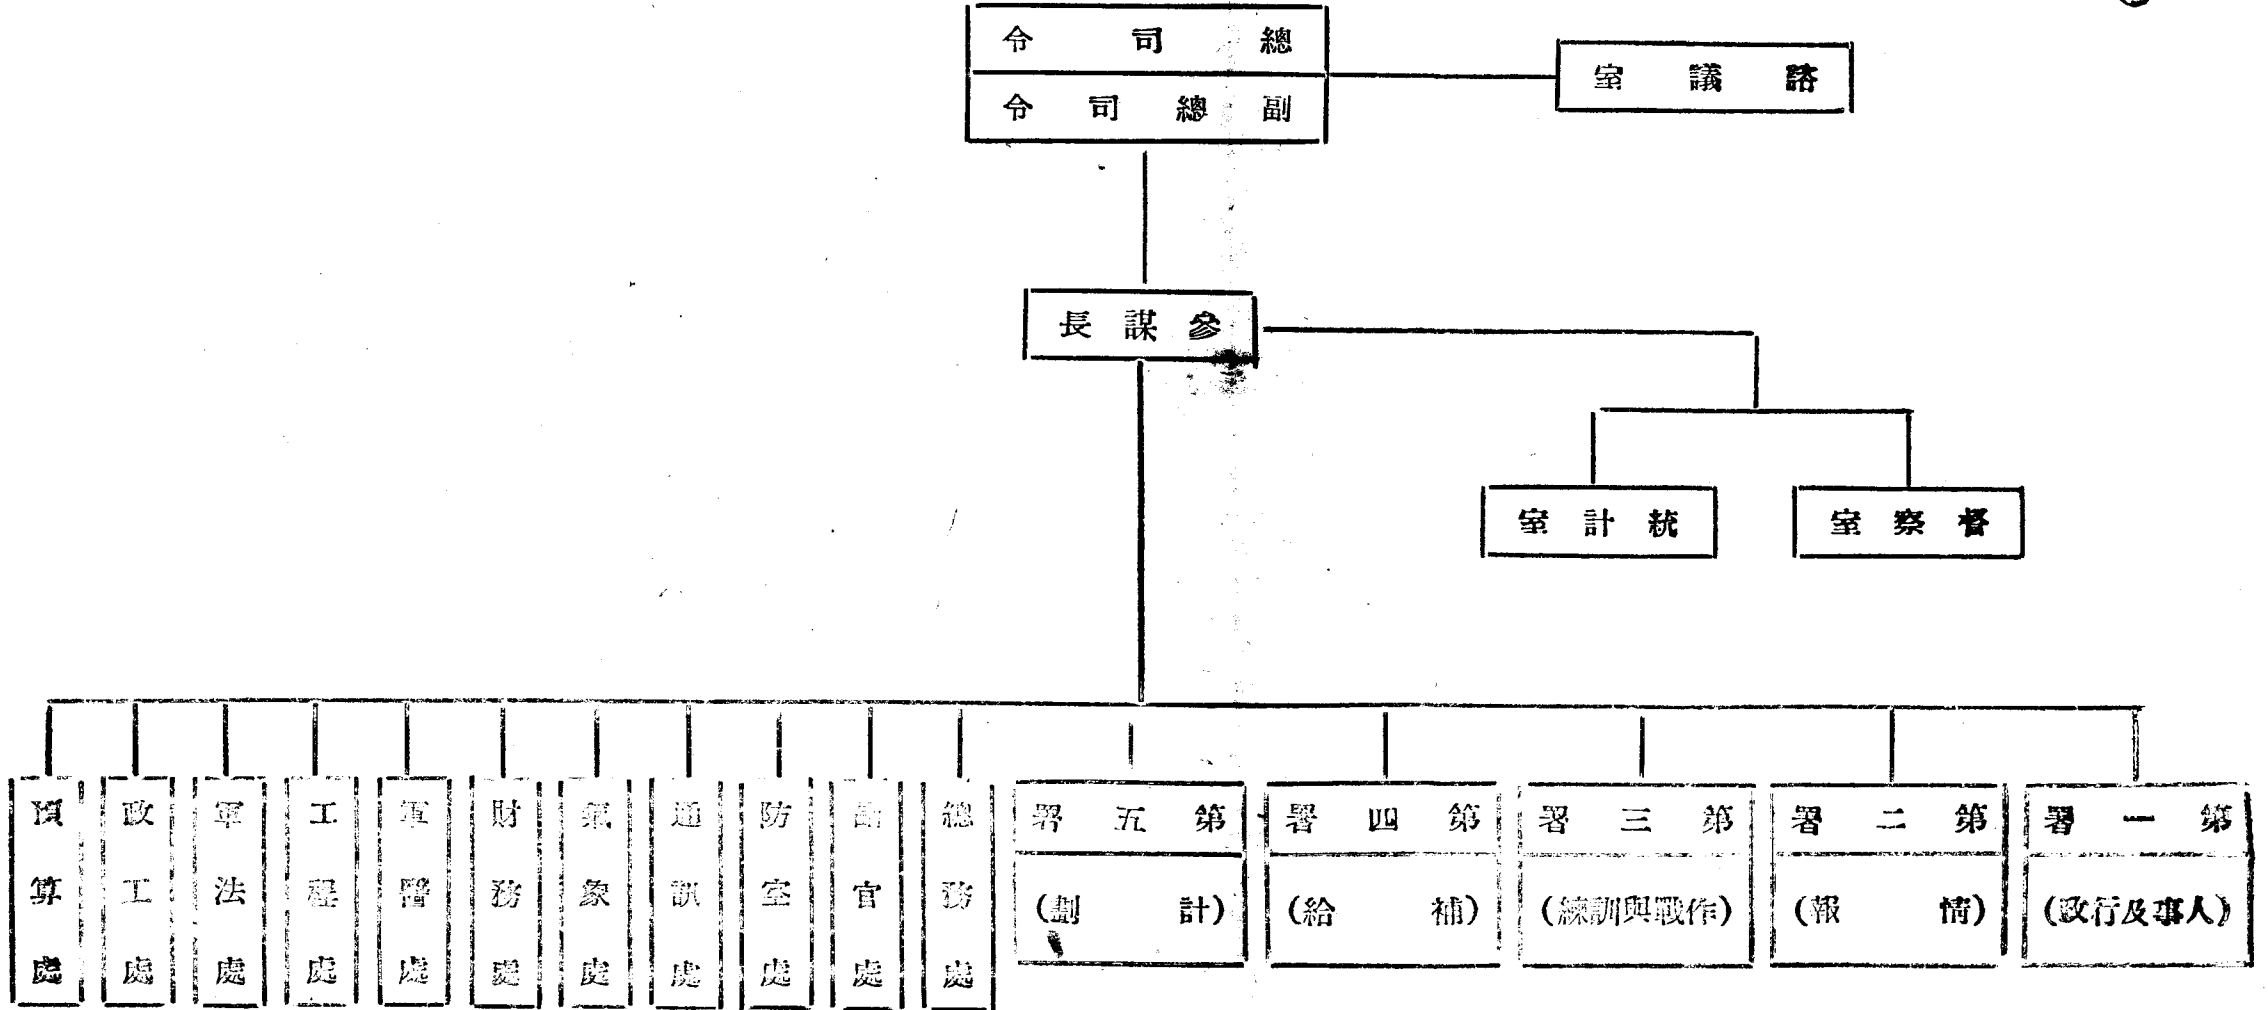 總司令
副總司令
諮議室
參謀長
督察室
統計室
第一署
(人事及行政)
第二署
(情報)
第三署
(作戰與訓練)
第四署
(補給)
第五署
(計劃)
總務處
副官處
防空處
通訊處
氣象處
財務處
軍醫處
工程處
軍法處
政工處
預算處